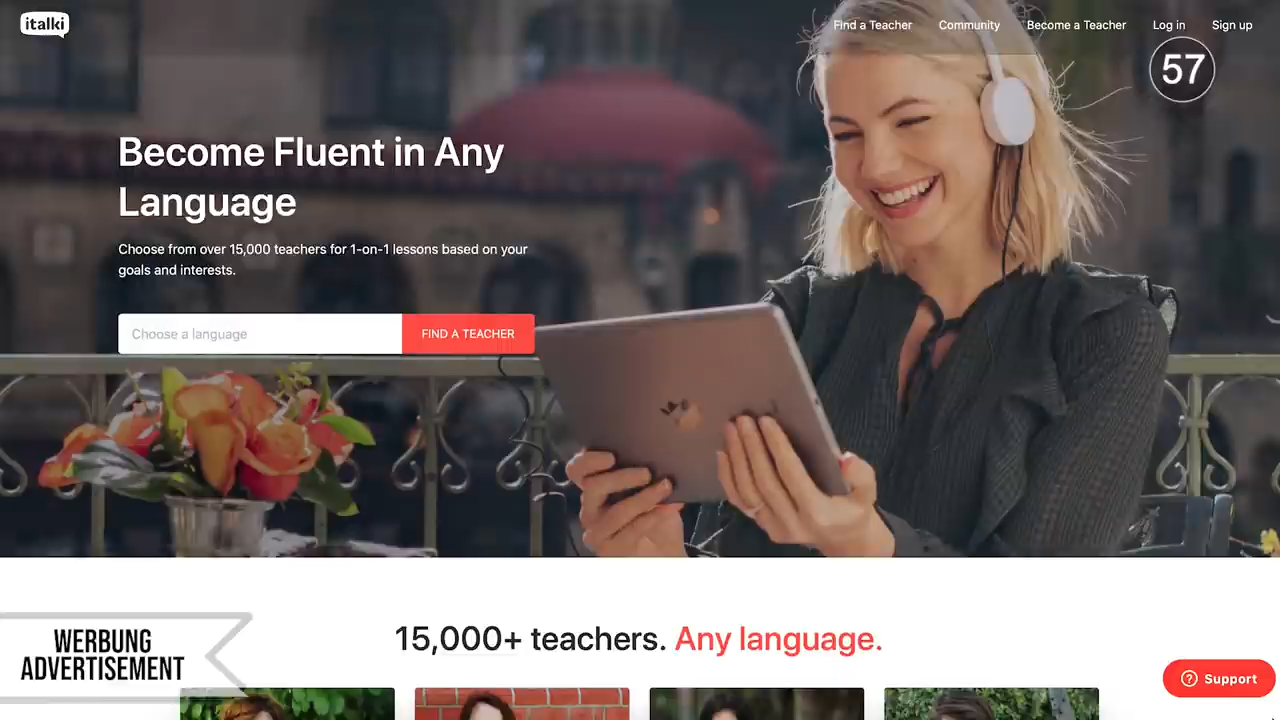 italki
Find a Teacher
Community
Become a Teacher
Log in
Sign up
57
Become Fluent in Any
Language
Choose from over 15,000 teachers for 1-on-1 lessons based on your
goals and interests.
Choose a language
FIND A TEACHER
15,000+ teachers. Any language.
WERBUNG
ADVERTISEMENT
Support